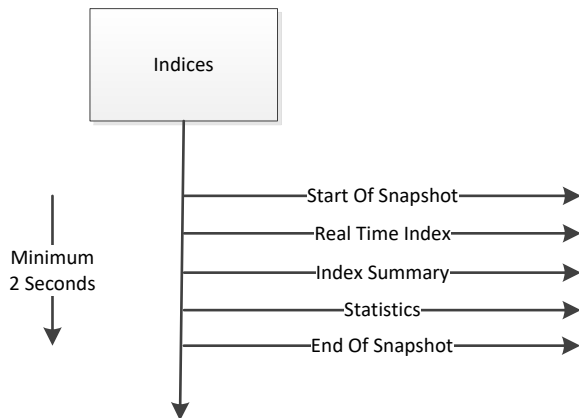 Indices
Start Of Snapshot
Real Time Index
Minimum
2 Seconds
Index Summary
Statistics
End Of Snapshot